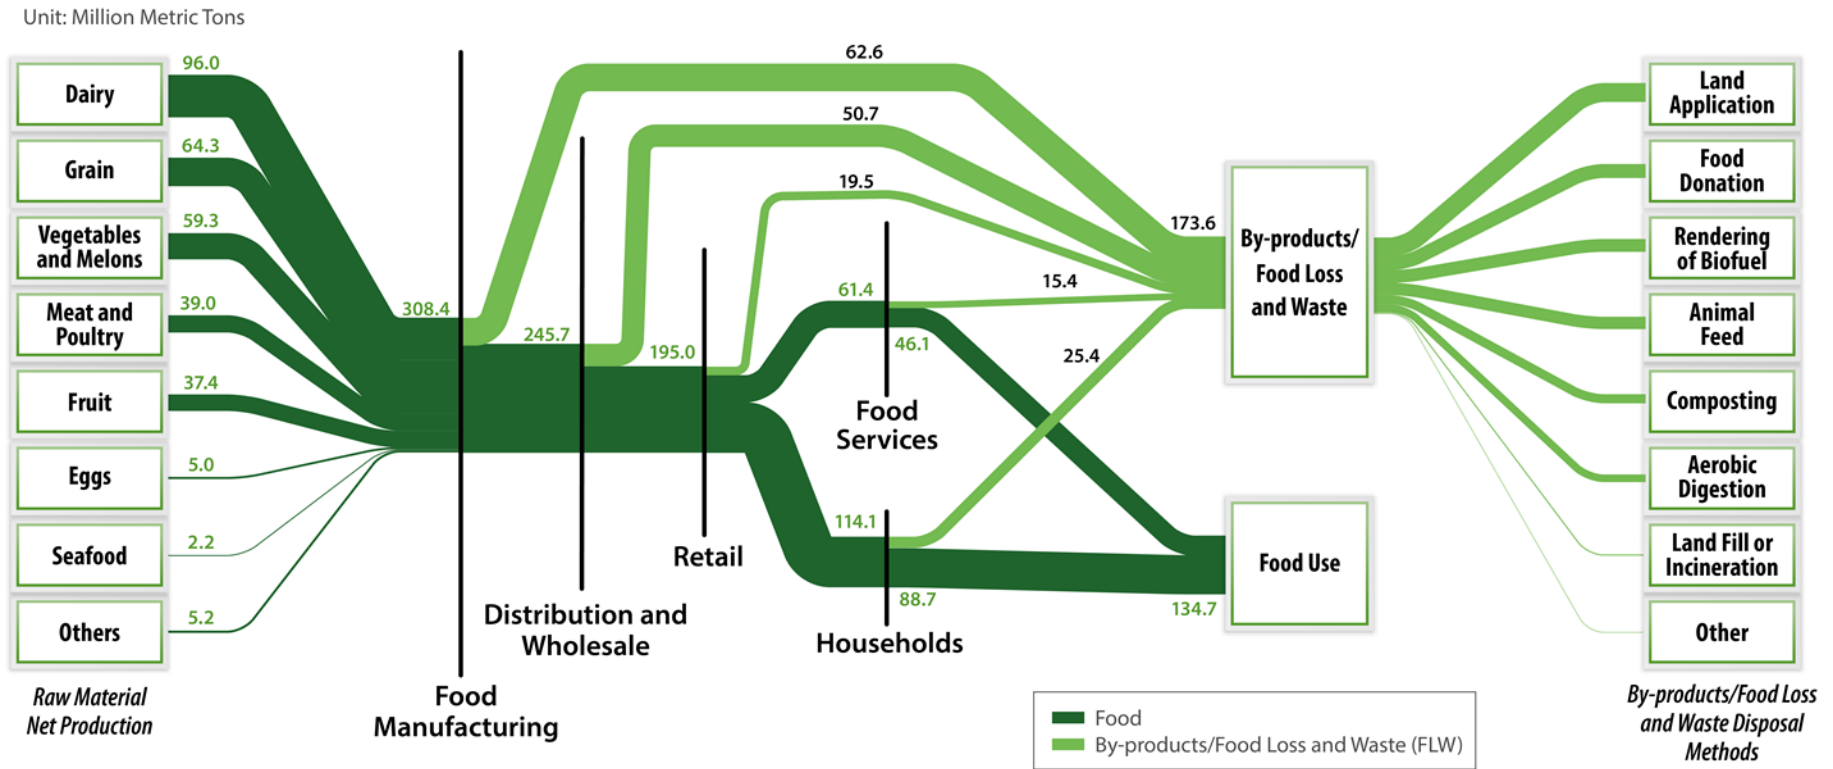 Unit: Million Metric Tons
Dairy
96.0
Grain
64.3
Vegetables
and Melons
59.3
Meat and
Poultry
39.0
Fruit
37.4
Eggs
5.0
Seafood
2.2
Others
5.2
Raw Material
Net Production
308.4
Food
Manufacturing
62.6
245.7
Distribution and
Wholesale
50.7
195.0
Retail
19.5
61.4
Food
Services
15.4
46.1
114.1
Households
25.4
88.7
173.6
By-products/
Food Loss
and Waste
134.7
Food Use
Land
Application
Food
Donation
Rendering
of Biofuel
Animal
Feed
Composting
Aerobic
Digestion
Land Fill or
Incineration
Other
By-products/Food Loss
and Waste Disposal
Methods
Food
By-products/Food Loss and Waste (FLW)